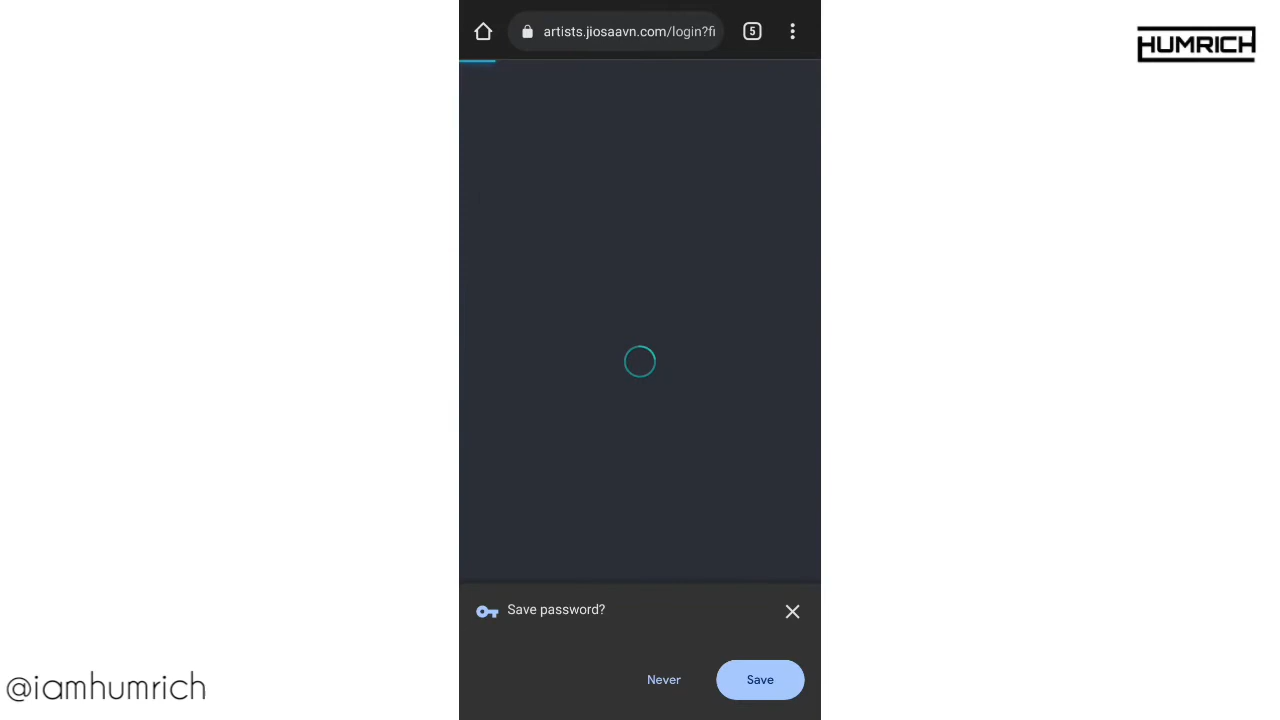 artists.jiosaavn.com/login?fi
5
HUMRICH
Save password?
Never
Save
@iamhumrich